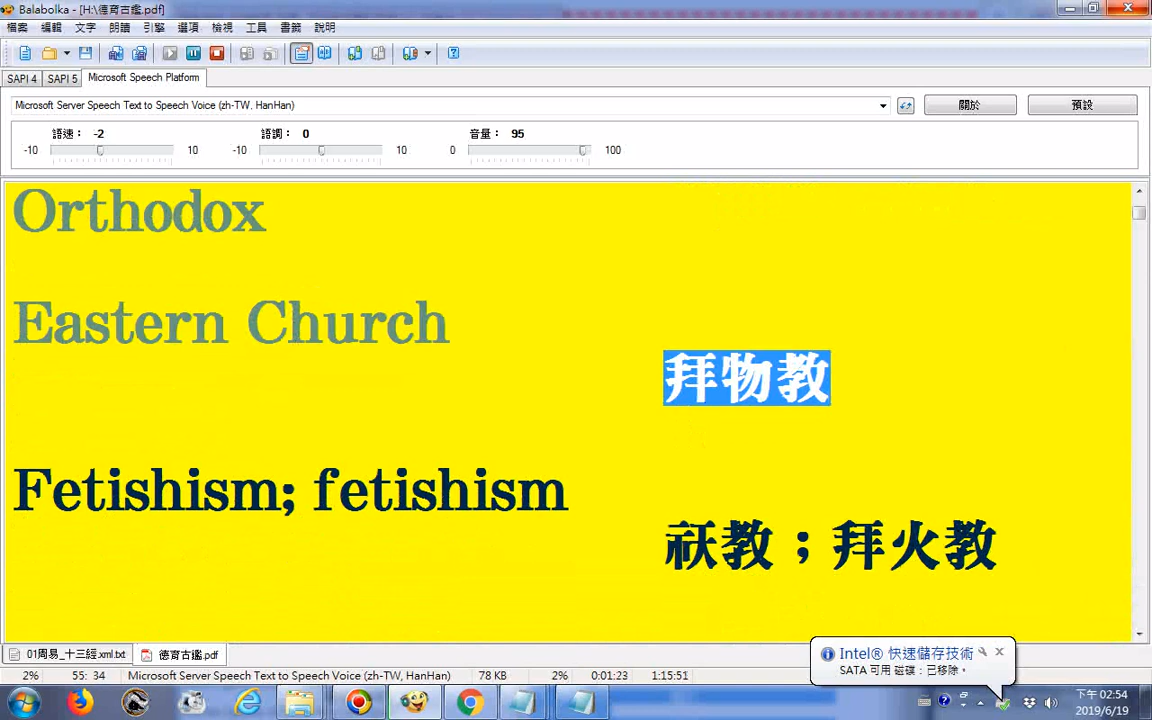 Balabolka - [H:\德育古鑑.pdf]
檔案 編輯 文字 朗讀 引擎 選項 檢視 工具 書籤 說明
SAPI 4 SAPI 5 Microsoft Speech Platform
Microsoft Server Speech Text to Speech Voice (zh-TW, HanHan) 關於 預設
語速： -2 語調： 0 音量： 95
-10 10 -10 10 0 100
Orthodox
Eastern Church
拜物教
Fetishism; fetishism
祆教；拜火教
Intel® 快速儲存技術
SATA 可用 磁碟：已移除。
01周易_十三經.xml.txt 德育古鑑.pdf
2% 55: 34 Microsoft Server Speech Text to Speech Voice (zh-TW, HanHan) 78 KB 2% 0:01:23 1:15:51
下午 02:54
2019/6/19